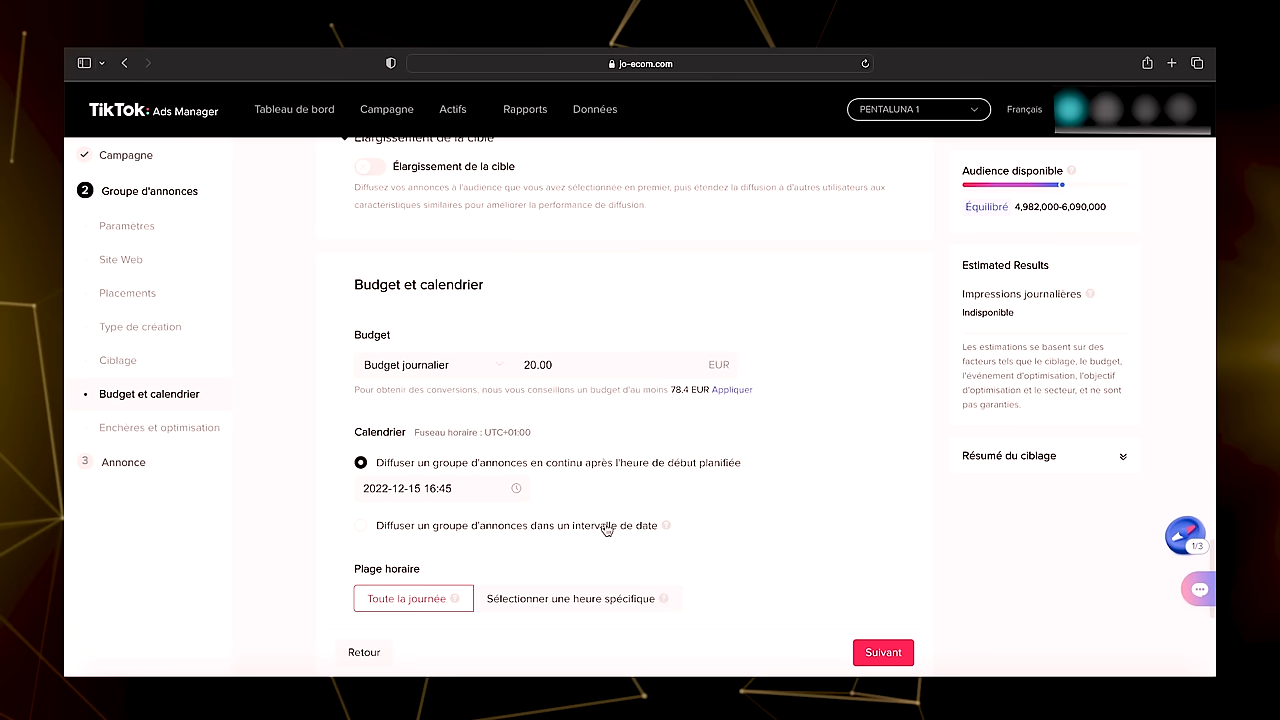 jo-ecom.com
TikTok: Ads Manager
Tableau de bord
Campagne
Actifs
Rapports
Données
PENTALUNA 1
Français
Campagne
2 Groupe d'annonces
Paramètres
Site Web
Placements
Type de création
Ciblage
Budget et calendrier
Enchères et optimisation
3 Annonce
Élargissement de la cible
Élargissement de la cible
Diffusez vos annonces à l'audience que vous avez sélectionnée en premier, puis étendez la diffusion à d'autres utilisateurs aux
caractéristiques similaires pour améliorer la performance de diffusion.
Budget et calendrier
Budget
Budget journalier 20.00 EUR
Pour obtenir des conversions, nous vous conseillons un budget d'au moins 78.4 EUR Appliquer
Calendrier Fuseau horaire : UTC+01:00
Diffuser un groupe d'annonces en continu après l'heure de début planifiée
2022-12-15 16:45
Diffuser un groupe d'annonces dans un intervalle de date ?
Plage horaire
Toute la journée ? Sélectionner une heure spécifique ?
Retour
Suivant
Audience disponible ?
Équilibré 4,982,000-6,090,000
Estimated Results
Impressions journalières ?
Indisponible
Les estimations se basent sur des
facteurs tels que le ciblage, le budget,
l'événement d'optimisation, l'objectif
d'optimisation et le secteur, et ne sont
pas garanties.
Résumé du ciblage
1/3